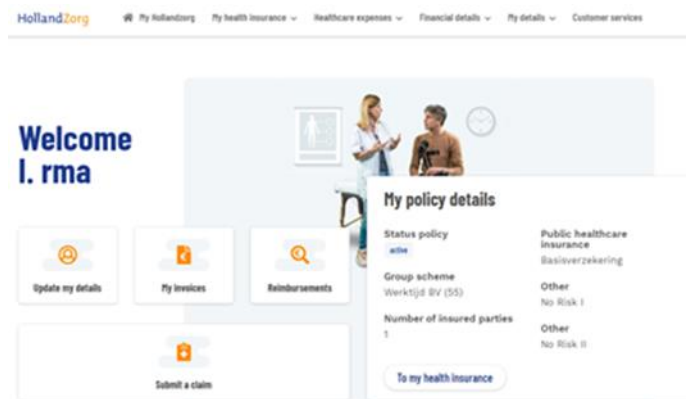 HollandZorg
My Hollandzorg
My health insurance
Healthcare expenses
Financial details
My details
Customer services
Welcome
I. rma
Update my details
My invoices
Reimbursements
Submit a claim
My policy details
Status policy
active
Group scheme
Werktijd BV (55)
Number of insured parties
1
Public healthcare
insurance
Basisverzekering
Other
No Risk I
Other
No Risk II
To my health insurance